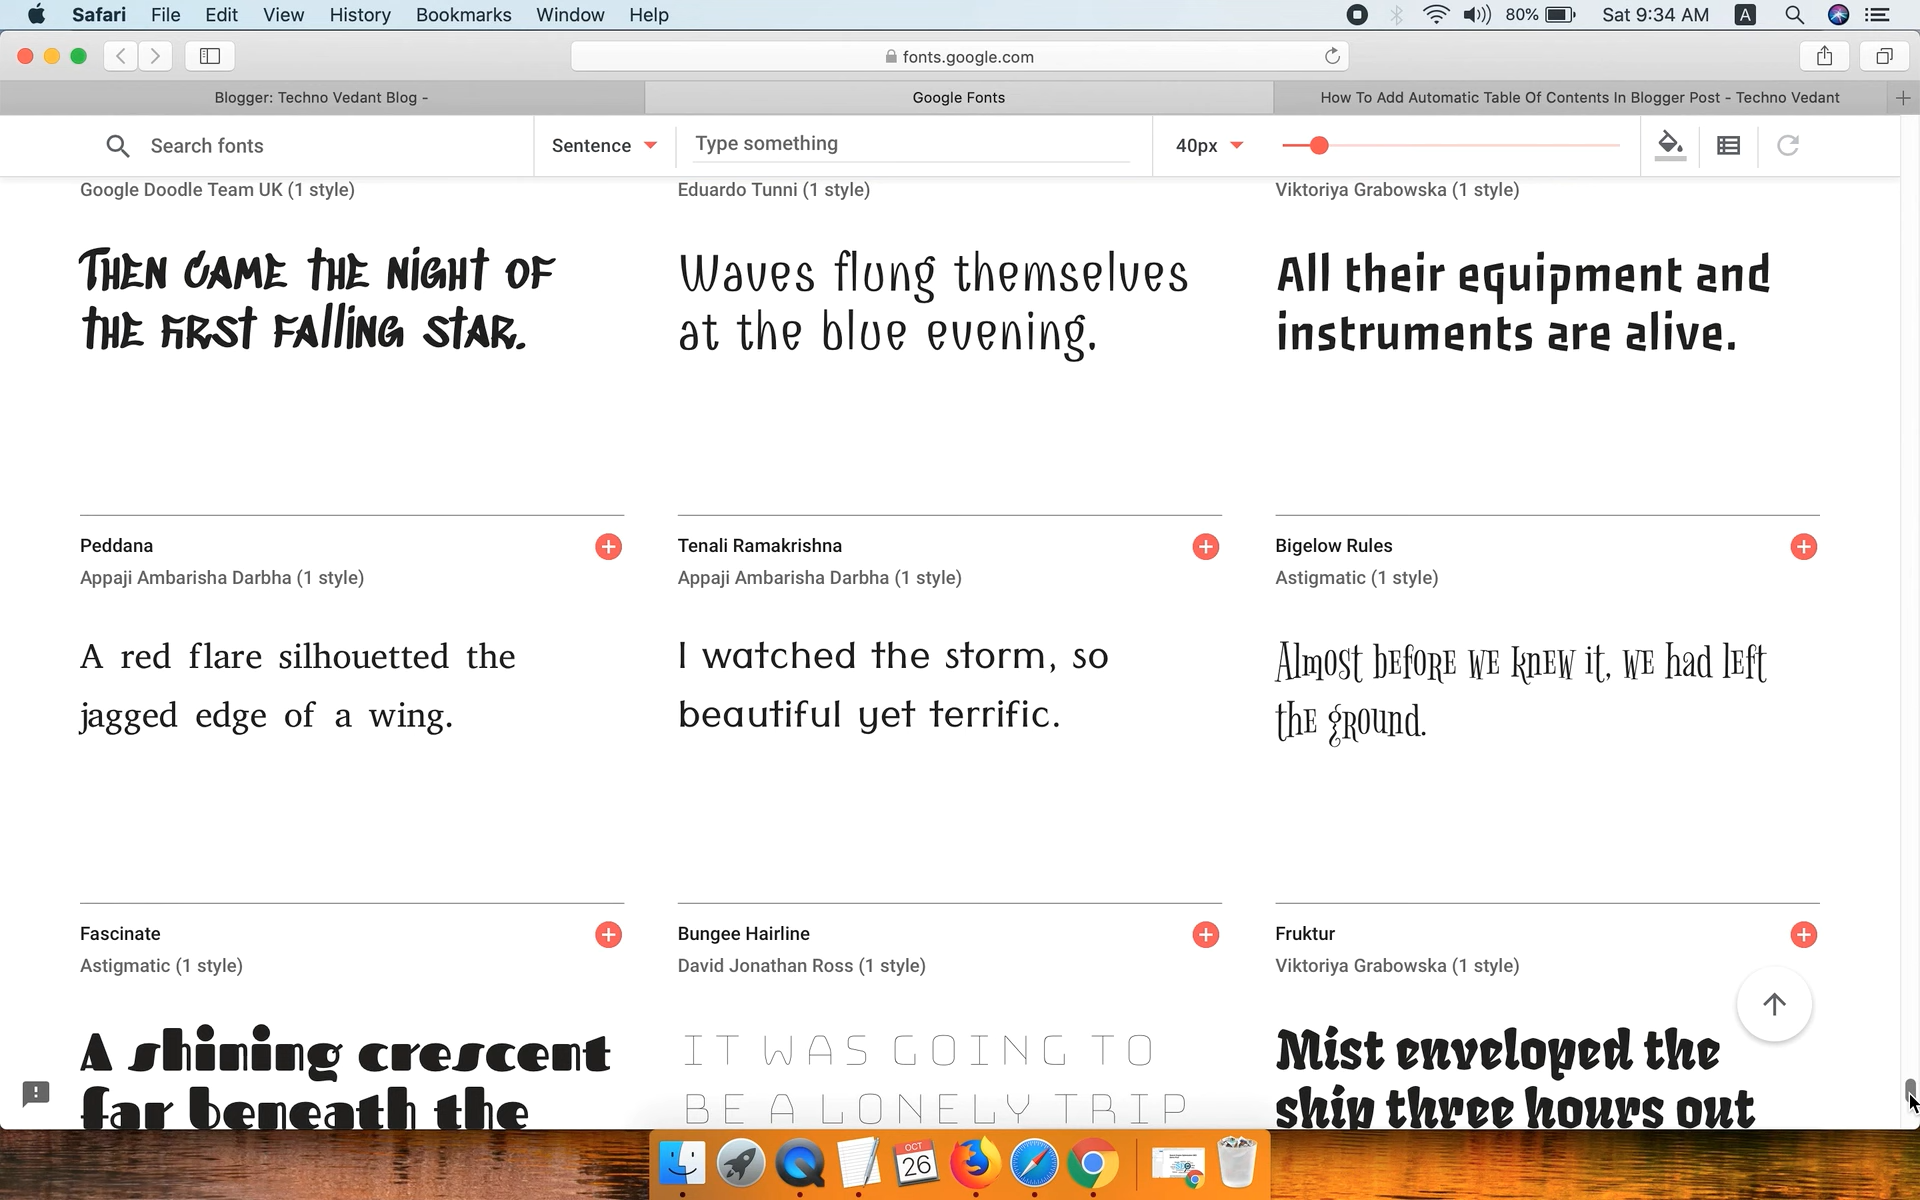 Safari File Edit View History Bookmarks Window Help 80% Sat 9:34 AM A
fonts.google.com
Blogger: Techno Vedant Blog - Google Fonts How To Add Automatic Table Of Contents In Blogger Post - Techno Vedant
Search fonts Sentence Type something 40px
Google Doodle Team UK (1 style) Eduardo Tunni (1 style) Viktoriya Grabowska (1 style)
THEN CAME THE NIGHT OF
THE FIRST FALLING STAR.
Waves flung themselves
at the blue evening.
All their equipment and
instruments are alive.
Peddana
Appaji Ambarisha Darbha (1 style)
A red flare silhouetted the
jagged edge of a wing.
Tenali Ramakrishna
Appaji Ambarisha Darbha (1 style)
I watched the storm, so
beautiful yet terrific.
Bigelow Rules
Astigmatic (1 style)
Almost before we knew it, we had left
the ground.
Fascinate
Astigmatic (1 style)
A shining crescent
far beneath the
Bungee Hairline
David Jonathan Ross (1 style)
IT WAS GOING TO
BE A LONELY TRIP
Fruktur
Viktoriya Grabowska (1 style)
Mist enveloped the
ship three hours out
OCT
26